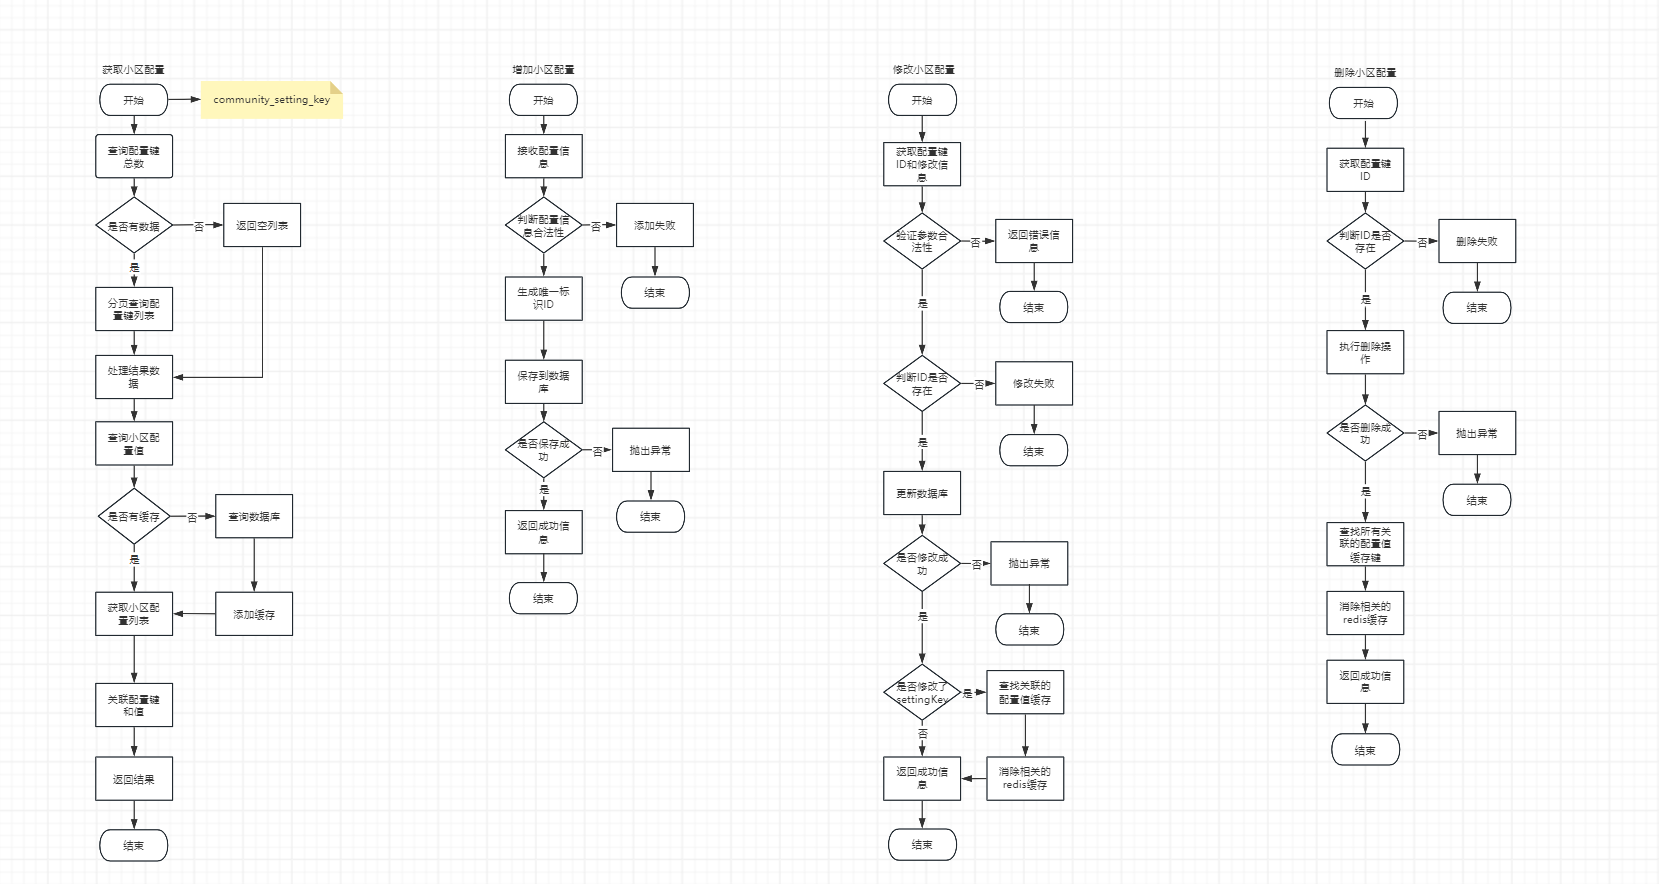 获取小区配置
开始
community_setting_key
查询配置键
总数
是否有数据
否
返回空列表
是
分页查询配
置键列表
处理结果数
据
查询小区配
置值
是否有缓存
否
查询数据库
是
获取小区配
置列表
添加缓存
关联配置键
和值
返回结果
结束
增加小区配置
开始
接收配置信
息
判断配置信
息合法性
否
添加失败
结束
生成唯一标
识ID
保存到数据
库
是否保存成
功
否
抛出异常
结束
是
返回成功信
息
结束
修改小区配置
开始
获取配置键
ID和修改信
息
验证参数合
法性
否
返回错误信
息
结束
是
判断ID是否
存在
否
修改失败
结束
是
更新数据库
是否修改成
功
否
抛出异常
结束
是
是否修改了
settingKey
是
查找关联的
配置值缓存
否
返回成功信
息
消除相关的
redis缓存
结束
删除小区配置
开始
获取配置键
ID
判断ID是否
存在
否
删除失败
结束
是
执行删除操
作
是否删除成
功
否
抛出异常
结束
是
查找所有关
联的配置值
缓存键
消除相关的
redis缓存
返回成功信
息
结束